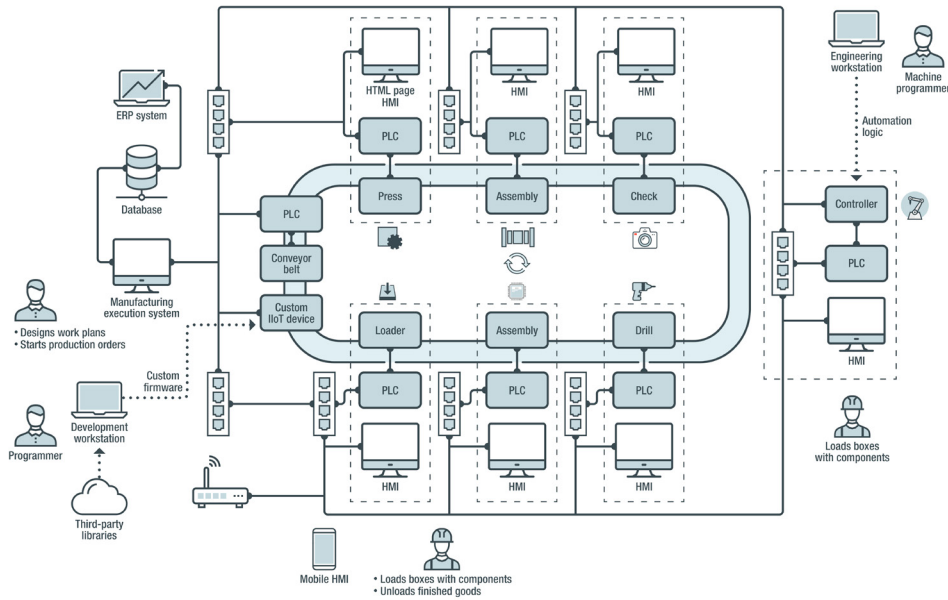 ERP system
Database
Manufacturing
execution system
• Designs work plans
• Starts production orders
Custom
firmware
Programmer
Development
workstation
Third-party
libraries
HTML page
HMI
HMI
HMI
PLC
PLC
PLC
Press
Assembly
Check
PLC
Conveyor
belt
Custom
IIoT device
Loader
Assembly
Drill
PLC
PLC
PLC
HMI
HMI
HMI
Mobile HMI
• Loads boxes with components
• Unloads finished goods
Engineering
workstation
Machine
programmer
Automation
logic
Controller
PLC
HMI
Loads boxes
with components